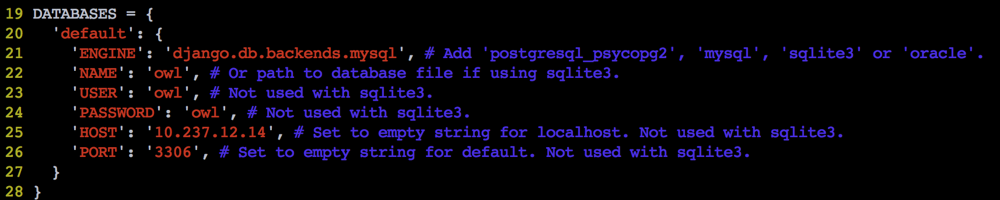 19 DATABASES = {
20   'default': {
21     'ENGINE': 'django.db.backends.mysql', # Add 'postgresql_psycopg2', 'mysql', 'sqlite3' or 'oracle'.
22     'NAME': 'owl', # Or path to database file if using sqlite3.
23     'USER': 'owl', # Not used with sqlite3.
24     'PASSWORD': 'owl', # Not used with sqlite3.
25     'HOST': '10.237.12.14', # Set to empty string for localhost. Not used with sqlite3.
26     'PORT': '3306', # Set to empty string for default. Not used with sqlite3.
27   }
28 }